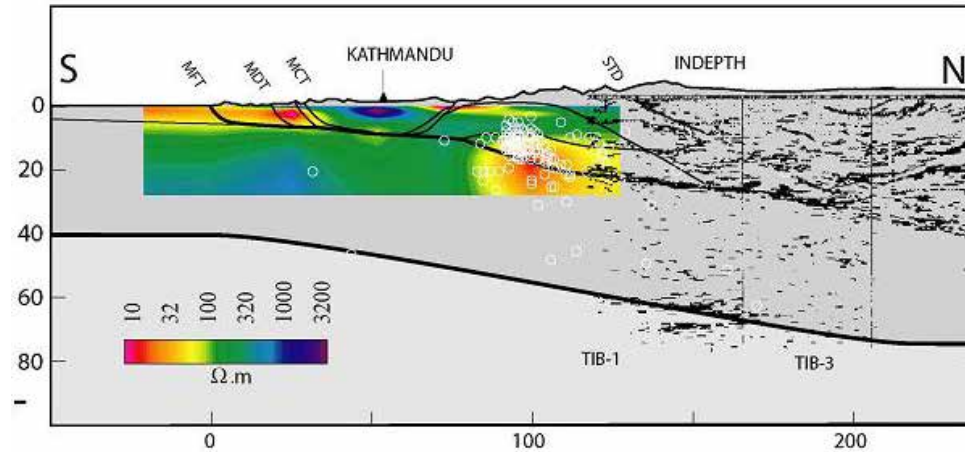 S
MFT
MDT
MCT
KATHMANDU
STD
INDEPTH
N
0
20
40
60
80
10
32
100
320
1000
3200
Ω.m
TIB-1
TIB-3
0
100
200